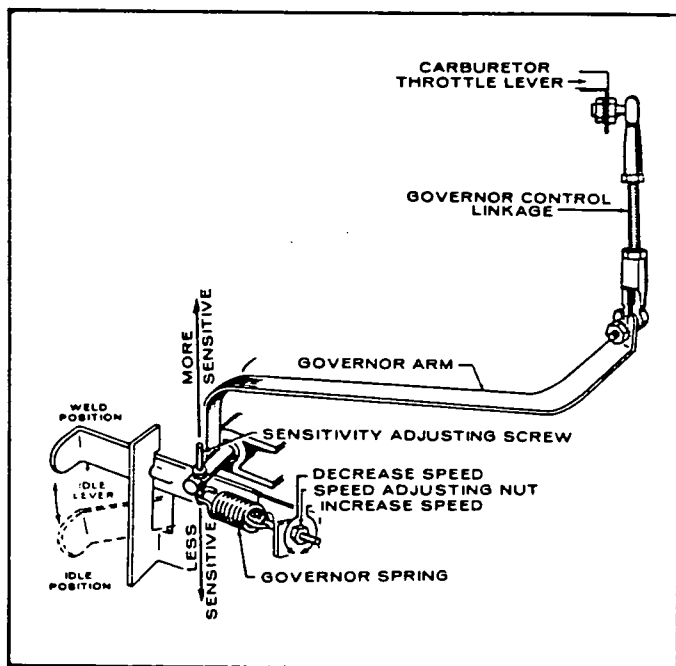 CARBURETOR
THROTTLE LEVER
GOVERNOR CONTROL
LINKAGE
MORE
SENSITIVE
GOVERNOR ARM
WELD
POSITION
SENSITIVITY ADJUSTING SCREW
IDLE
LEVER
DECREASE SPEED
SPEED ADJUSTING NUT
INCREASE SPEED
LESS
SENSITIVE
GOVERNOR SPRING
IDLE
POSITION